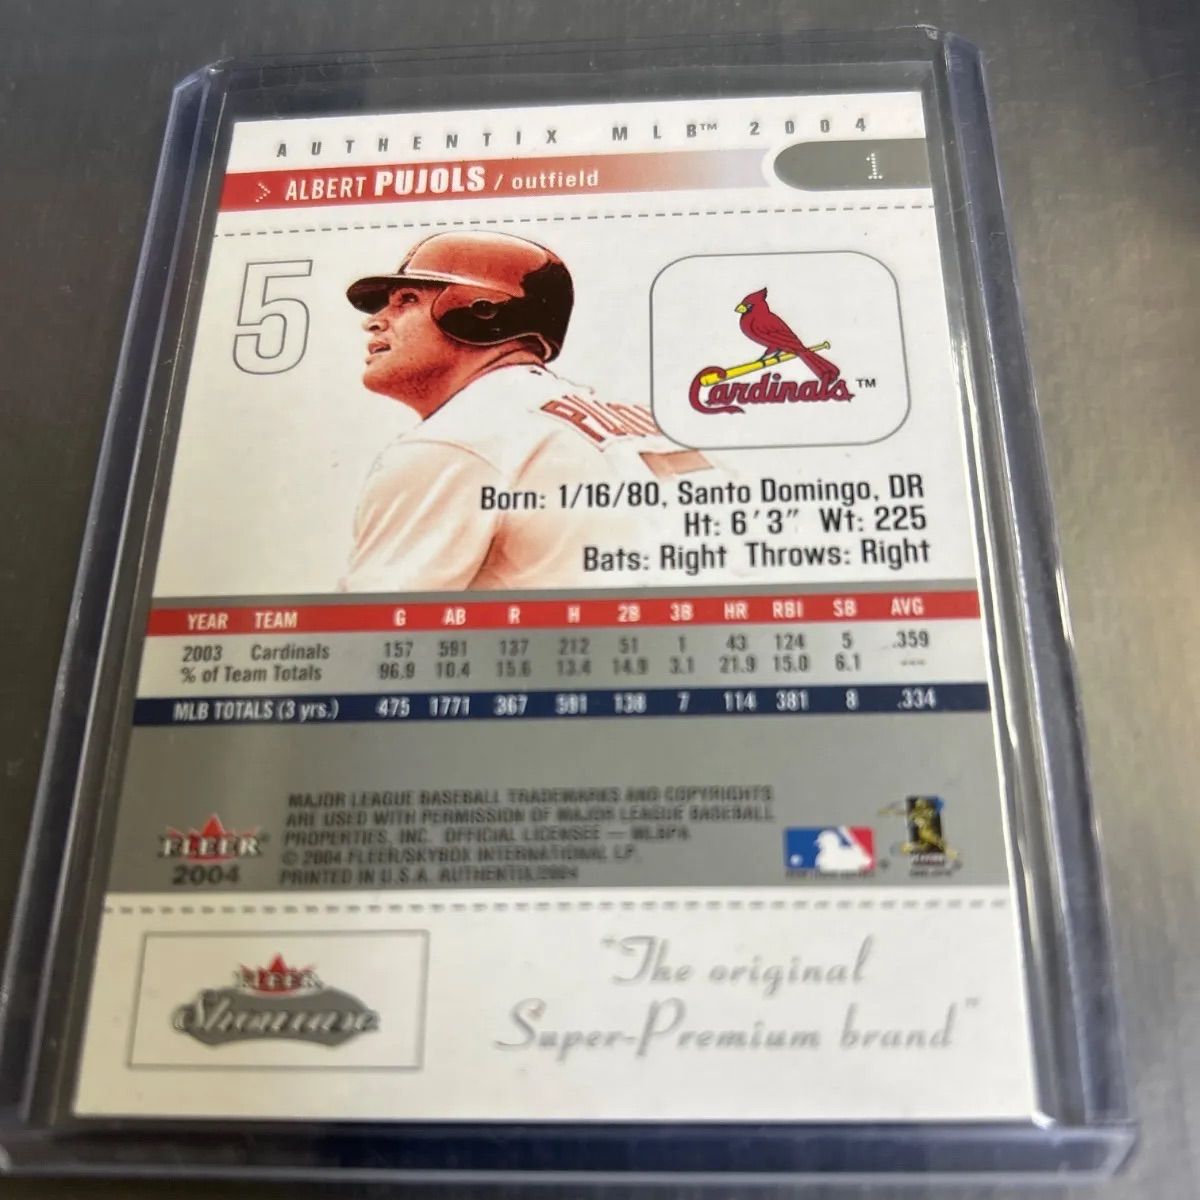 AUTHENTIX MLB™ 2004
ALBERT PUJOLS / outfield
1
5
PUJO
Cardinals™
Born: 1/16/80, Santo Domingo, DR
Ht: 6'3" Wt: 225
Bats: Right Throws: Right
YEAR TEAM G AB R H 2B 3B HR RBI SB AVG
2003 Cardinals 157 591 137 212 51 1 43 124 5 .359
% of Team Totals 96.9 10.4 15.6 13.4 14.9 3.1 21.9 15.0 6.1 ---
MLB TOTALS (3 yrs.) 475 1771 367 591 138 7 114 381 8 .334
MAJOR LEAGUE BASEBALL TRADEMARKS AND COPYRIGHTS
ARE USED WITH PERMISSION OF MAJOR LEAGUE BASEBALL
PROPERTIES, INC. OFFICIAL LICENSEE — MLBPA
© 2004 FLEER/SKYBOX INTERNATIONAL LP.
PRINTED IN U.S.A. AUTHENTIX/2004
FLEER
2004
FLEER
Showcase
"The original
Super-Premium brand"